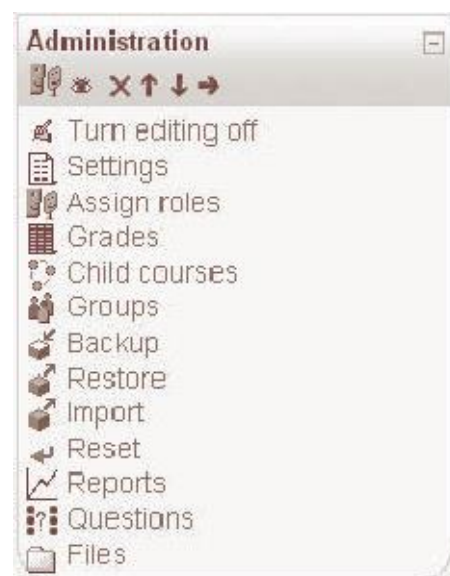 Administration
Turn editing off
Settings
Assign roles
Grades
Child courses
Groups
Backup
Restore
Import
Reset
Reports
Questions
Files